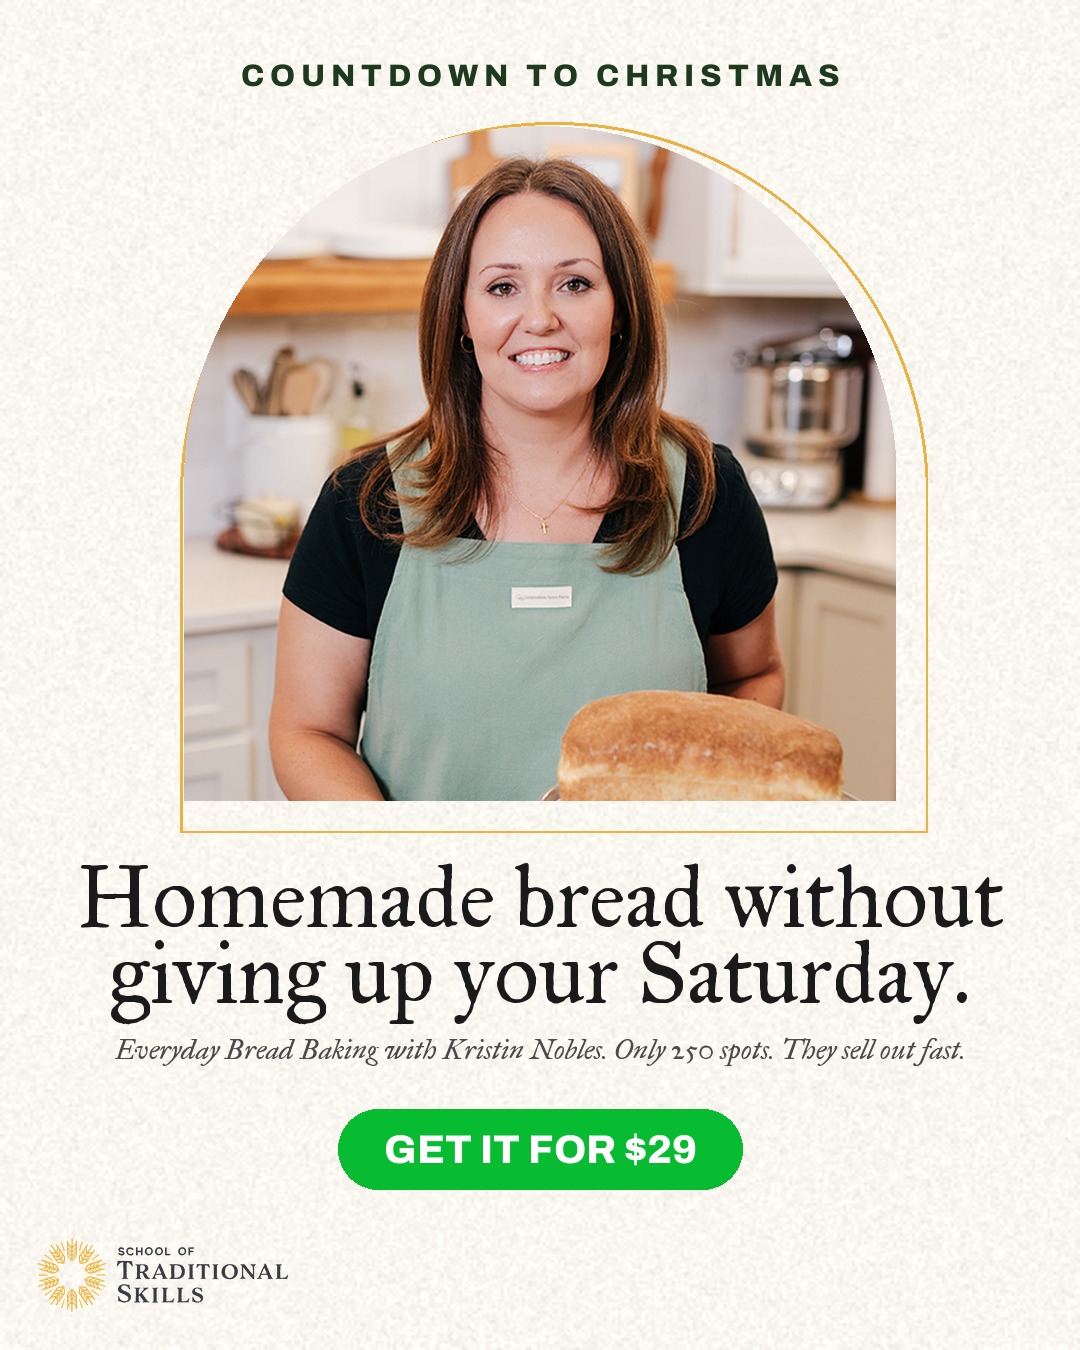 COUNTDOWN TO CHRISTMAS
Homemade bread without
giving up your Saturday.
Everyday Bread Baking with Kristin Nobles. Only 250 spots. They sell out fast.
GET IT FOR $29
SCHOOL OF
TRADITIONAL
SKILLS